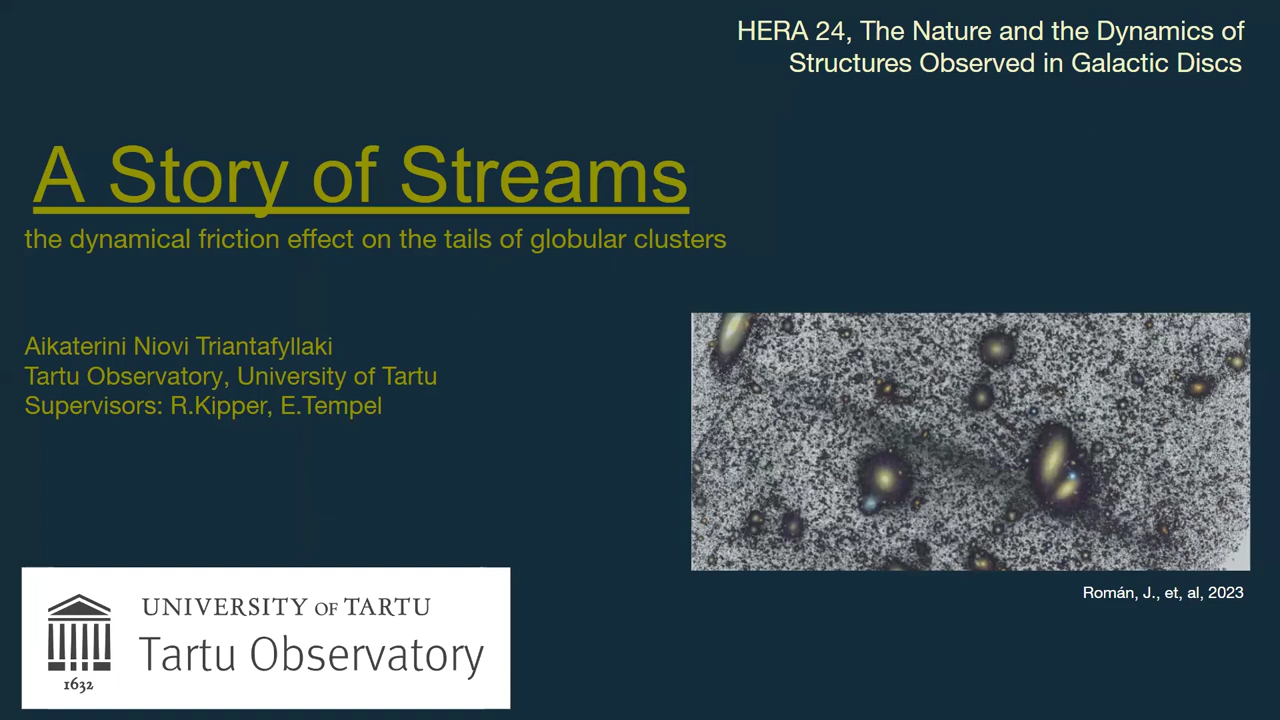 HERA 24, The Nature and the Dynamics of
Structures Observed in Galactic Discs
A Story of Streams
the dynamical friction effect on the tails of globular clusters
Aikaterini Niovi Triantafyllaki
Tartu Observatory, University of Tartu
Supervisors: R.Kipper, E.Tempel
Román, J., et, al, 2023
UNIVERSITY OF TARTU
Tartu Observatory
1632